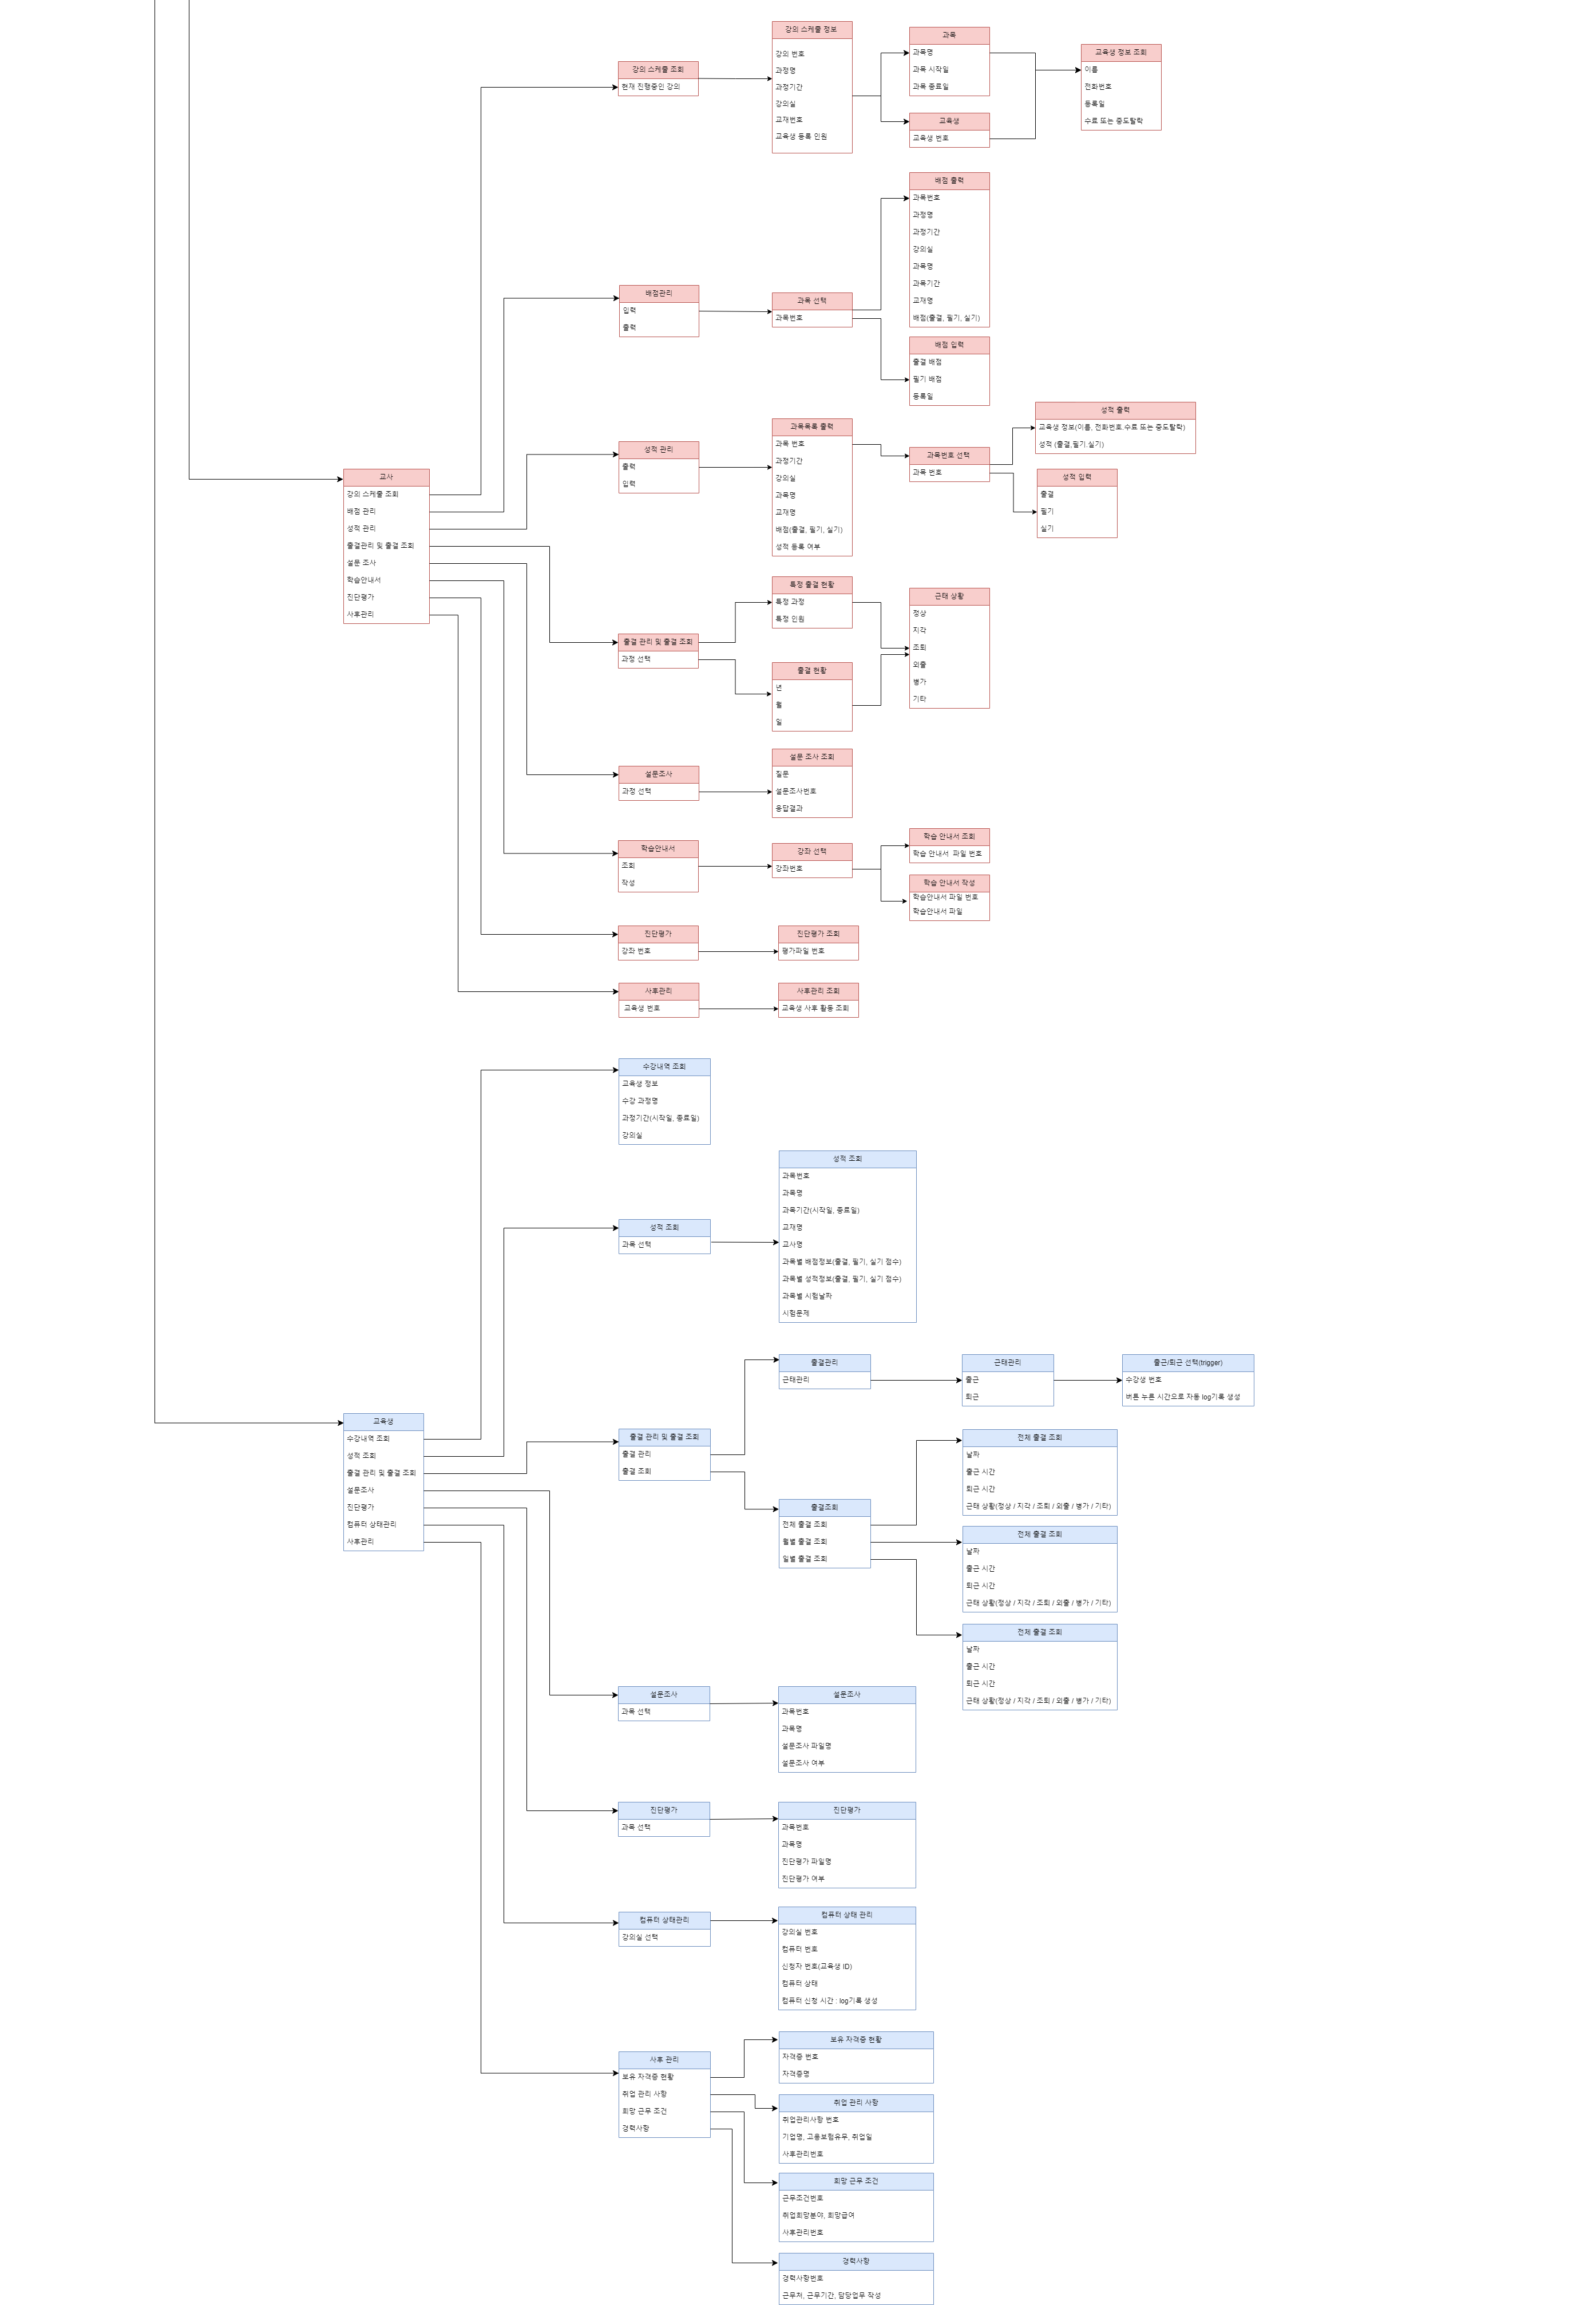 강의 스케줄 조회
현재 진행중인 강의
강의 스케줄 정보
강의 번호
과정명
과정기간
강의실
교재번호
교육생 등록 인원
과목
과목명
과목 시작일
과목 종료일
교육생
교육생 번호
교육생 정보 조회
이름
전화번호
등록일
수료 또는 중도탈락
배점관리
입력
출력
과목 선택
과목번호
배점 출력
과목번호
과정명
과정기간
강의실
과목명
과목기간
교재명
배점(출결, 필기, 실기)
배점 입력
출결 배점
필기 배점
등록일
성적 관리
출력
입력
과목목록 출력
과목 번호
과정기간
강의실
과목명
교재명
배점(출결, 필기, 실기)
성적 등록 여부
과목번호 선택
과목 번호
성적 출력
교육생 정보(이름, 전화번호.수료 또는 중도탈락)
성적 (출결,필기.실기)
성적 입력
출결
필기
실기
교사
강의 스케줄 조회
배점 관리
성적 관리
출결관리 및 출결 조회
설문 조사
학습안내서
진단평가
사후관리
출결 관리 및 출결 조회
과정 선택
특정 출결 현황
특정 과정
특정 인원
출결 현황
년
월
일
근태 상황
정상
지각
조퇴
외출
병가
기타
설문조사
과정 선택
설문 조사 조회
질문
설문조사번호
응답결과
학습안내서
조회
작성
강좌 선택
강좌번호
학습 안내서 조회
학습 안내서  파일 번호
학습 안내서 작성
학습안내서 파일 번호
학습안내서 파일
진단평가
강좌 번호
진단평가 조회
평가파일 번호
사후관리
교육생 번호
사후관리 조회
교육생 사후 활동 조회
수강내역 조회
교육생 정보
수강 과정명
과정기간(시작일, 종료일)
강의실
성적 조회
과목 선택
성적 조회
과목번호
과목명
과목기간(시작일, 종료일)
교재명
교사명
과목별 배점정보(출결, 필기, 실기 점수)
과목별 성적정보(출결, 필기, 실기 점수)
과목별 시험날짜
시험문제
교육생
수강내역 조회
성적 조회
출결 관리 및 출결 조회
설문조사
진단평가
컴퓨터 상태관리
사후관리
출결 관리 및 출결 조회
출결 관리
출결 조회
출결관리
근태관리
근태관리
출근
퇴근
출근/퇴근 선택(trigger)
수강생 번호
버튼 누른 시간으로 자동 log기록 생성
출결조회
전체 출결 조회
월별 출결 조회
일별 출결 조회
전체 출결 조회
날짜
출근 시간
퇴근 시간
근태 상황(정상 / 지각 / 조퇴 / 외출 / 병가 / 기타)
전체 출결 조회
날짜
출근 시간
퇴근 시간
근태 상황(정상 / 지각 / 조퇴 / 외출 / 병가 / 기타)
전체 출결 조회
날짜
출근 시간
퇴근 시간
근태 상황(정상 / 지각 / 조퇴 / 외출 / 병가 / 기타)
설문조사
과목 선택
설문조사
과목번호
과목명
설문조사 파일명
설문조사 여부
진단평가
과목 선택
진단평가
과목번호
과목명
진단평가 파일명
진단평가 여부
컴퓨터 상태관리
강의실 선택
컴퓨터 상태 관리
강의실 번호
컴퓨터 번호
신청자 번호(교육생 ID)
컴퓨터 상태
컴퓨터 신청 시간 : log기록 생성
사후 관리
보유 자격증 현황
취업 관리 사항
희망 근무 조건
경력사항
보유 자격증 현황
자격증 번호
자격증명
취업 관리 사항
취업관리사항 번호
기업명, 고용보험유무, 취업일
사후관리번호
희망 근무 조건
근무조건번호
취업희망분야, 희망급여
사후관리번호
경력사항
경력사항번호
근무처, 근무기간, 담당업무 작성